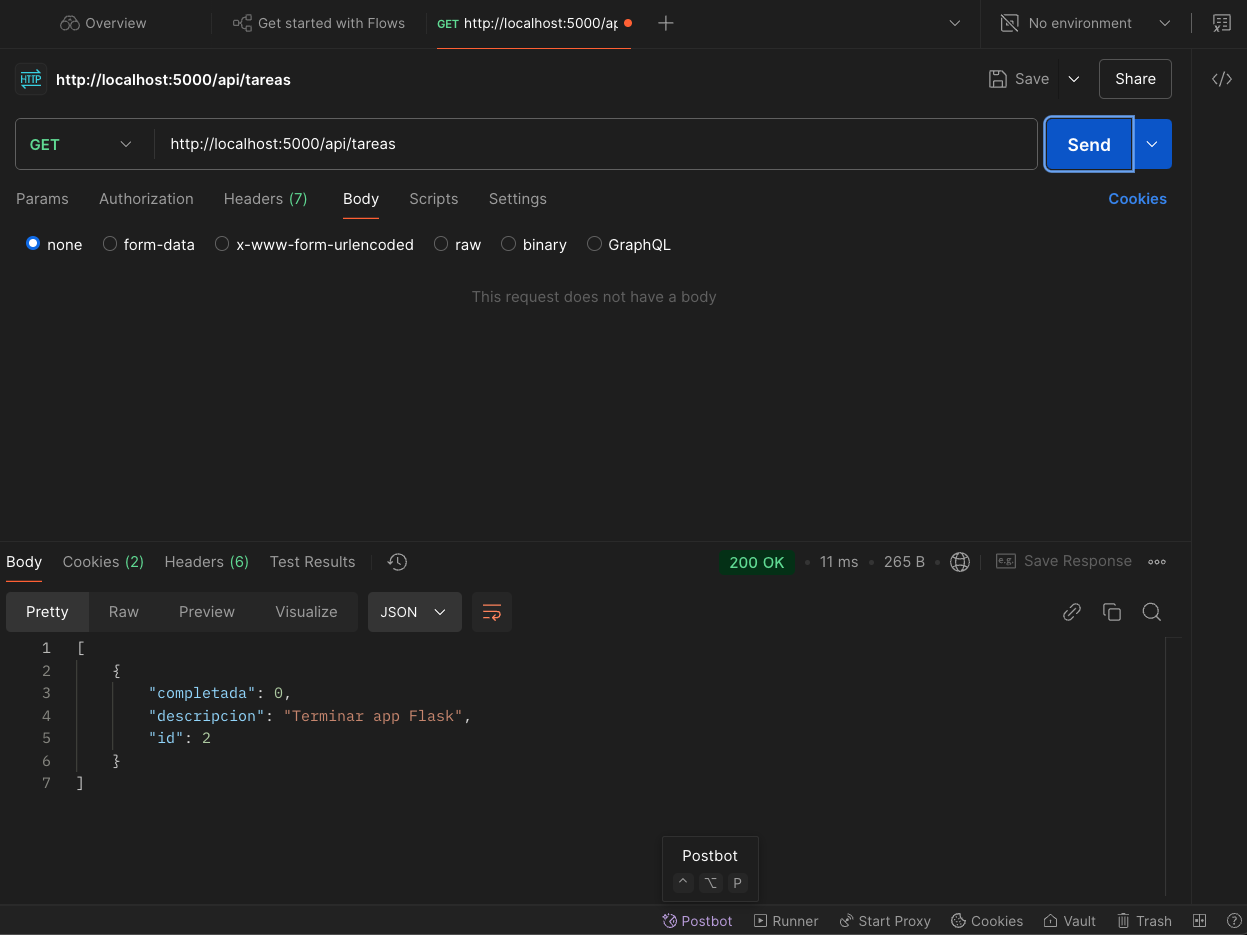 Overview Get started with Flows GET http://localhost:5000/ap No environment
HTTP http://localhost:5000/api/tareas Save Share
GET http://localhost:5000/api/tareas Send
Params Authorization Headers (7) Body Scripts Settings Cookies
none form-data x-www-form-urlencoded raw binary GraphQL
This request does not have a body
Body Cookies (2) Headers (6) Test Results 200 OK 11 ms 265 B e.g. Save Response
Pretty Raw Preview Visualize JSON
1 [
2 {
3 "completada": 0,
4 "descripcion": "Terminar app Flask",
5 "id": 2
6 }
7 ]
Postbot
^ ⌥ P
Postbot Runner Start Proxy Cookies Vault Trash